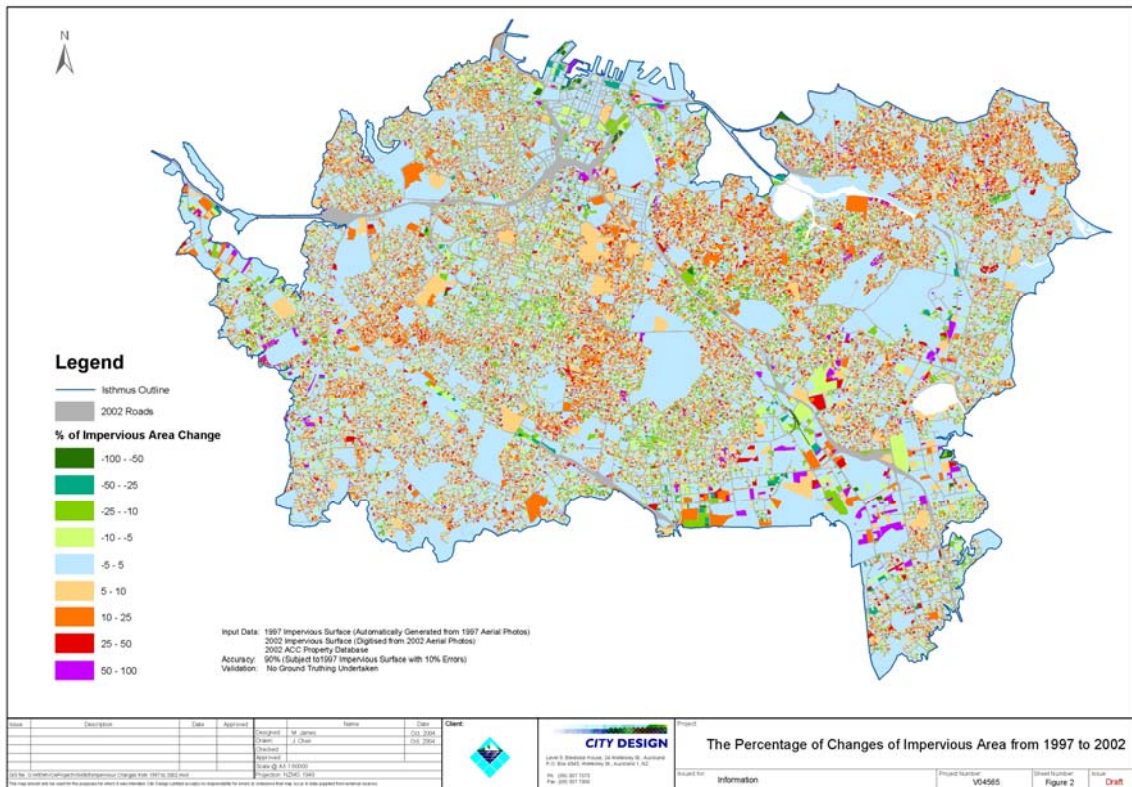 N
Legend
Isthmus Outline
2002 Roads
% of Impervious Area Change
-100 - -50
-50 - -25
-25 - -10
-10 - -5
-5 - 5
5 - 10
10 - 25
25 - 50
50 - 100
Input Data: 1997 Impervious Surface (Automatically Generated from 1997 Aerial Photos)
2002 Impervious Surface (Digitised from 2002 Aerial Photos)
2002 ACC Property Database
Accuracy: 90% (Subject to1997 Impervious Surface with 10% Errors)
Validation: No Ground Truthing Undertaken
Issue Description Date Approved
Name Date
Designed M. James Oct. 2004
Drawn J. Chen Oct. 2004
Checked
Approved
Scale @ A3
Projection: NZMG 1949
Client:
CITY DESIGN
Project:
The Percentage of Changes of Impervious Area from 1997 to 2002
Issued for: Information
Project Number: V04565
Sheet Number: Figure 2
Issue Draft